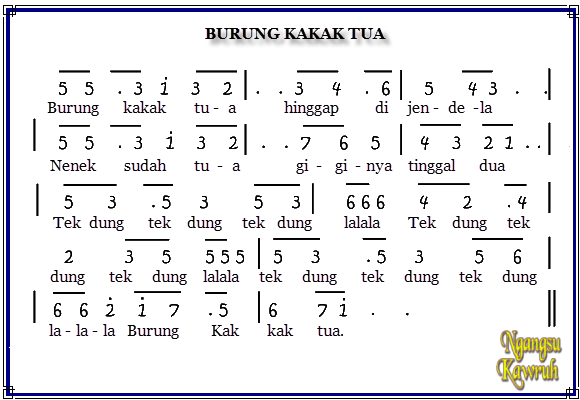 BURUNG KAKAK TUA
5 5 . 3 i 3 2 | . . 3 4 . 6 | 5 4 3 . . |
Burung kakak tu - a hinggap di jen - de -la
| 5 5 . 3 i 3 2 | . . 7 6 5 | 4 3 2 1 . .
Nenek sudah tu - a gi - gi - nya tinggal dua
| 5 3 . 5 3 5 3 | 6 6 6 4 2 . 4 |
Tek dung tek dung tek dung lalala Tek dung tek
2 3 5 5 5 5 | 5 3 . 5 3 5 6 |
dung tek dung lalala tek dung tek dung tek dung
| 6 6 2̇ i 7 . 5 | 6 7 i . . ||
la - la - la Burung Kak kak tua.
Ngangsu
Kawruh